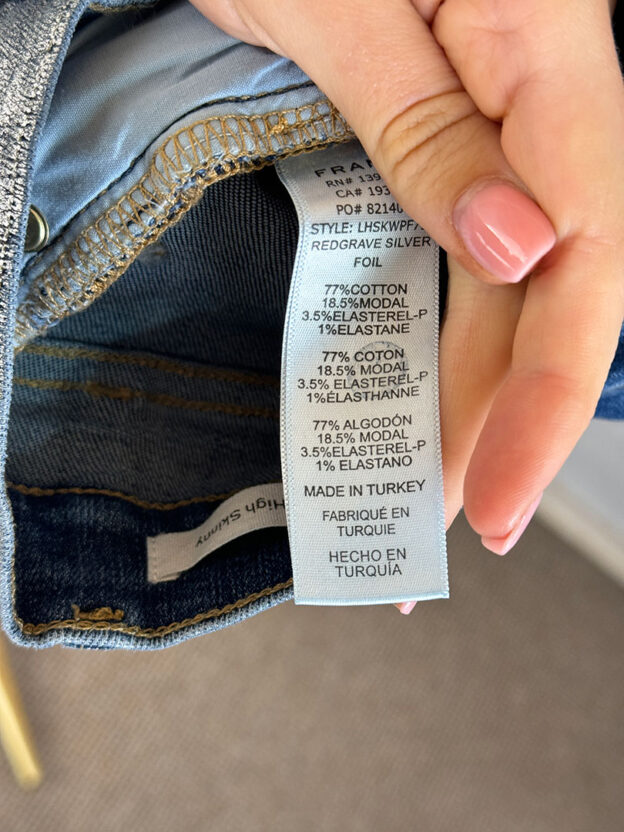 RN# 139
CA# 193
PO# 8214
STYLE: LHSKWPF
REDGRAVE SILVER
FOIL
77%COTTON
18.5%MODAL
3.5%ELASTEREL-P
1%ELASTANE
77% COTON
18.5% MODAL
3.5% ELASTEREL-P
1%ÉLASTHANNE
77% ALGODÓN
18.5% MODAL
3.5%ELASTEREL-P
1% ELASTANO
MADE IN TURKEY
FABRIQUÉ EN
TURQUIE
HECHO EN
TURQUÍA
High Skinny